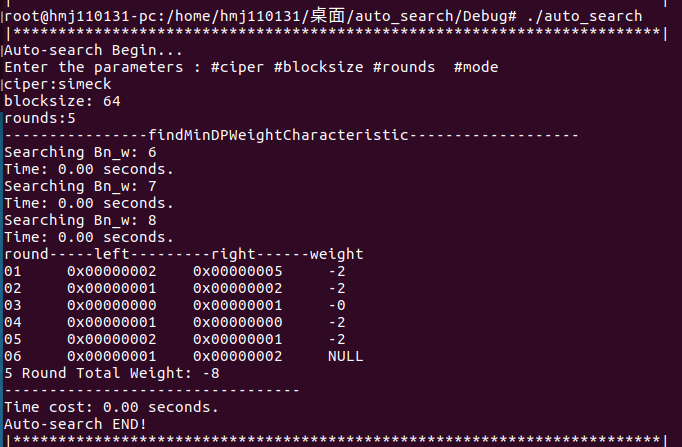 root@hmj110131-pc:/home/hmj110131/桌面/auto_search/Debug# ./auto_search
|************************************************************************|
Auto-search Begin...
Enter the parameters : #ciper #blocksize #rounds  #mode
ciper:simeck
blocksize: 64
rounds:5
----------------findMinDPWeightCharacteristic-------------------
Searching Bn_w: 6
Time: 0.00 seconds.
Searching Bn_w: 7
Time: 0.00 seconds.
Searching Bn_w: 8
Time: 0.00 seconds.
round-----left---------right------weight
01     0x00000002    0x00000005     -2
02     0x00000001    0x00000002     -2
03     0x00000000    0x00000001     -0
04     0x00000001    0x00000000     -2
05     0x00000002    0x00000001     -2
06     0x00000001    0x00000002     NULL
5 Round Total Weight: -8
---------------------------------
Time cost: 0.00 seconds.
Auto-search END!
|************************************************************************|